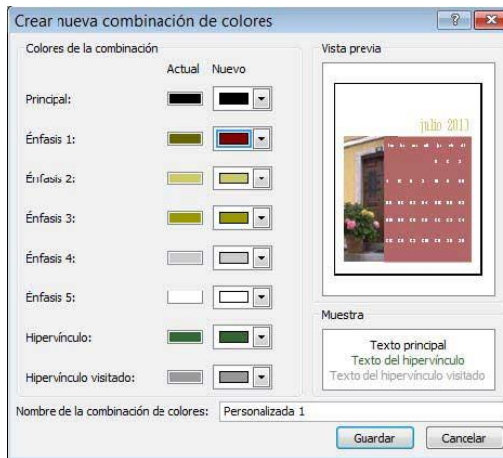 Crear nueva combinación de colores
Colores de la combinación
Actual Nuevo
Principal:
Énfasis 1:
Énfasis 2:
Énfasis 3:
Énfasis 4:
Énfasis 5:
Hipervínculo:
Hipervínculo visitado:
Vista previa
julio 2011
Muestra
Texto principal
Texto del hipervínculo
Texto del hipervínculo visitado
Nombre de la combinación de colores: Personalizada 1
Guardar Cancelar